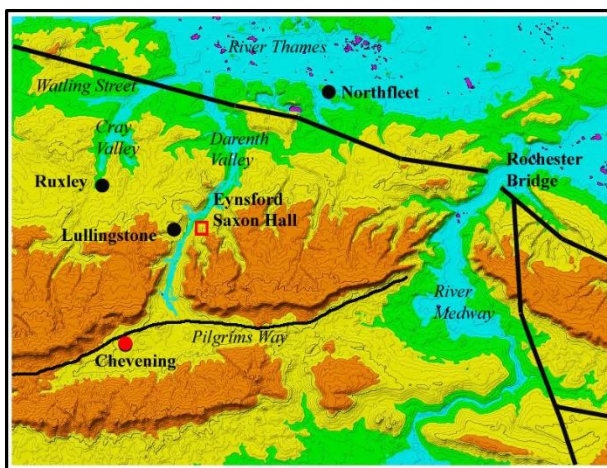 River Thames
Watling Street
Northfleet
Cray
Valley
Darenth
Valley
Rochester
Bridge
Ruxley
Eynsford
Saxon Hall
Lullingstone
River
Medway
Pilgrims Way
Chevening